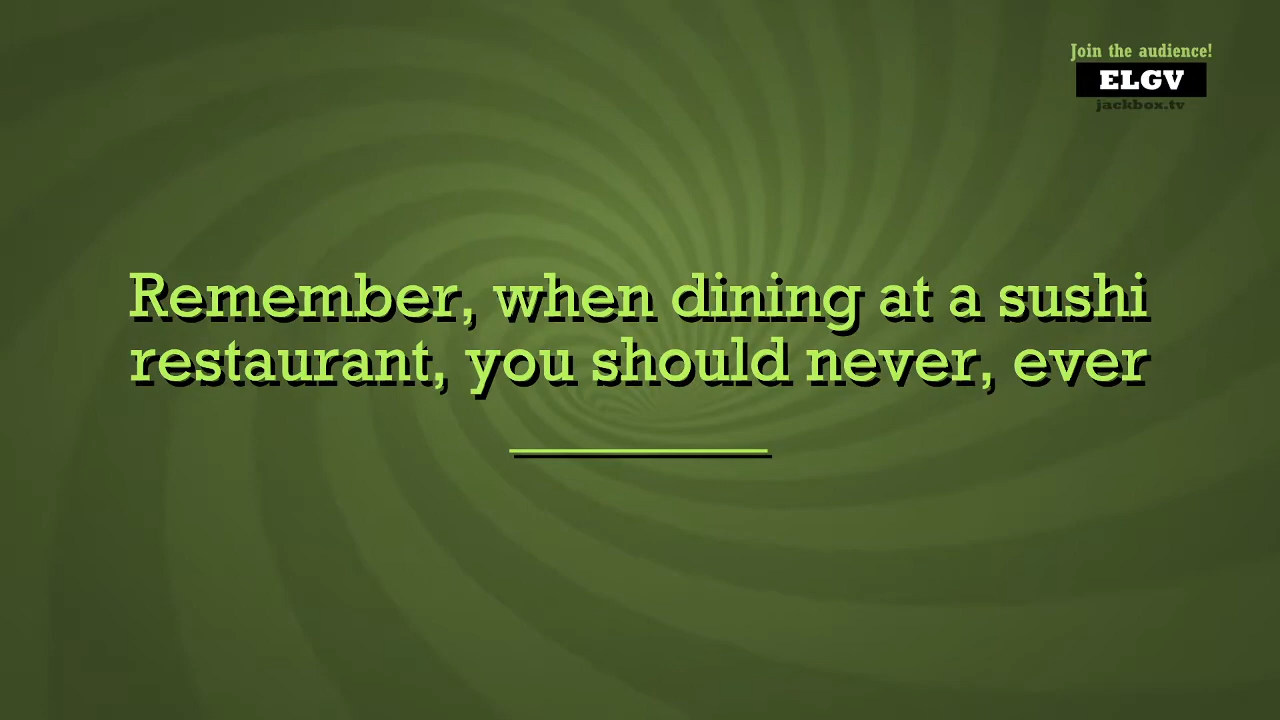 Join the audience!
ELGV
jackbox.tv
Remember, when dining at a sushi
restaurant, you should never, ever